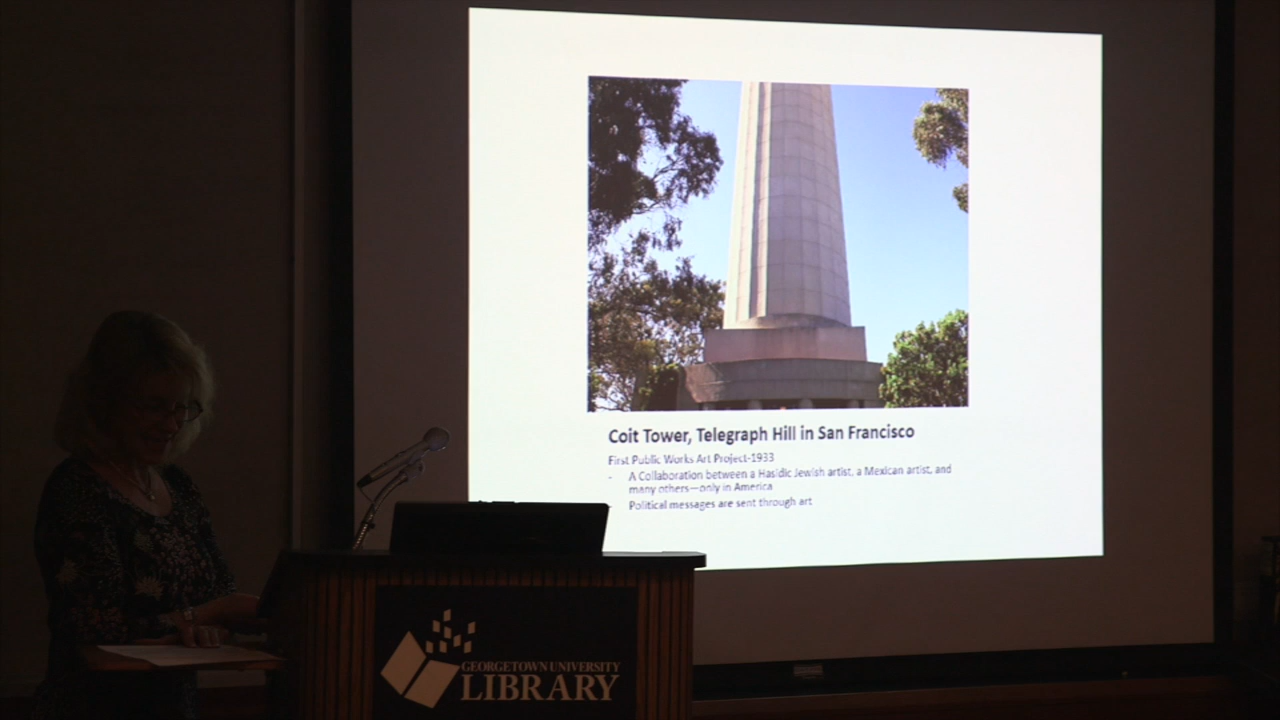 Coit Tower, Telegraph Hill in San Francisco
First Public Works Art Project-1933
- A Collaboration between a Hasidic Jewish artist, a Mexican artist, and
many others—only in America
Political messages are sent through art
GEORGETOWN UNIVERSITY
LIBRARY